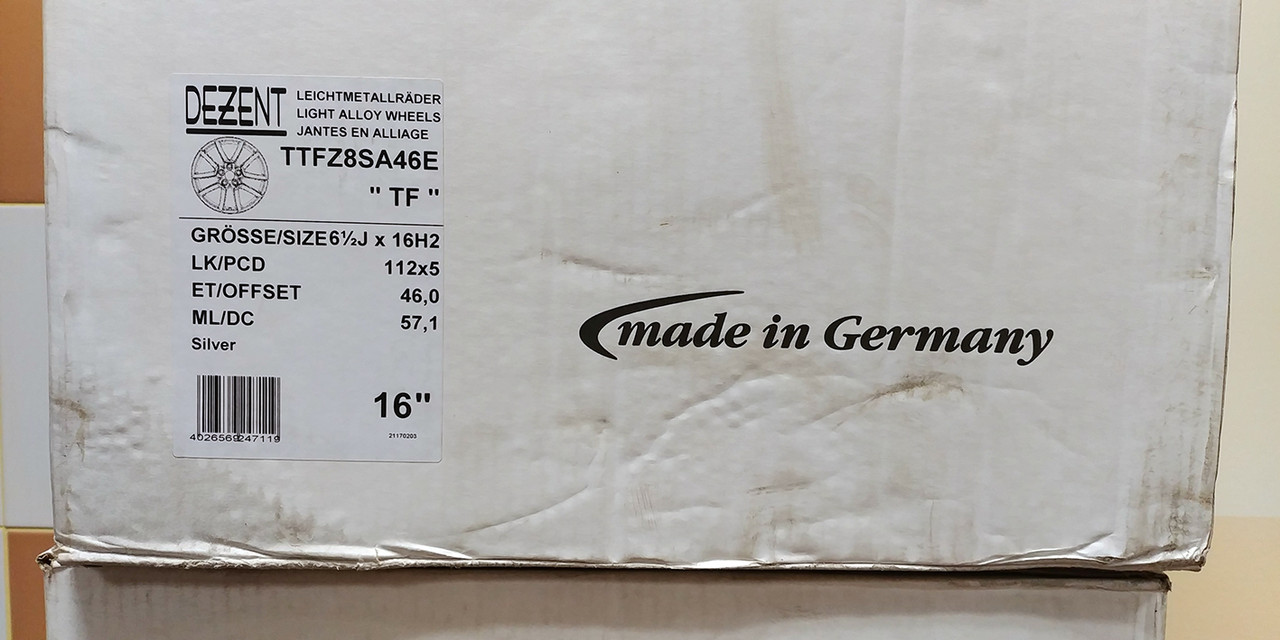 DEZENT
LEICHTMETALLRÄDER
LIGHT ALLOY WHEELS
JANTES EN ALLIAGE
TTFZ8SA46E
" TF "
GRÖSSE/SIZE 6½J x 16H2
LK/PCD 112x5
ET/OFFSET 46,0
ML/DC 57,1
Silver
16"
4026569247119
21170203
made in Germany